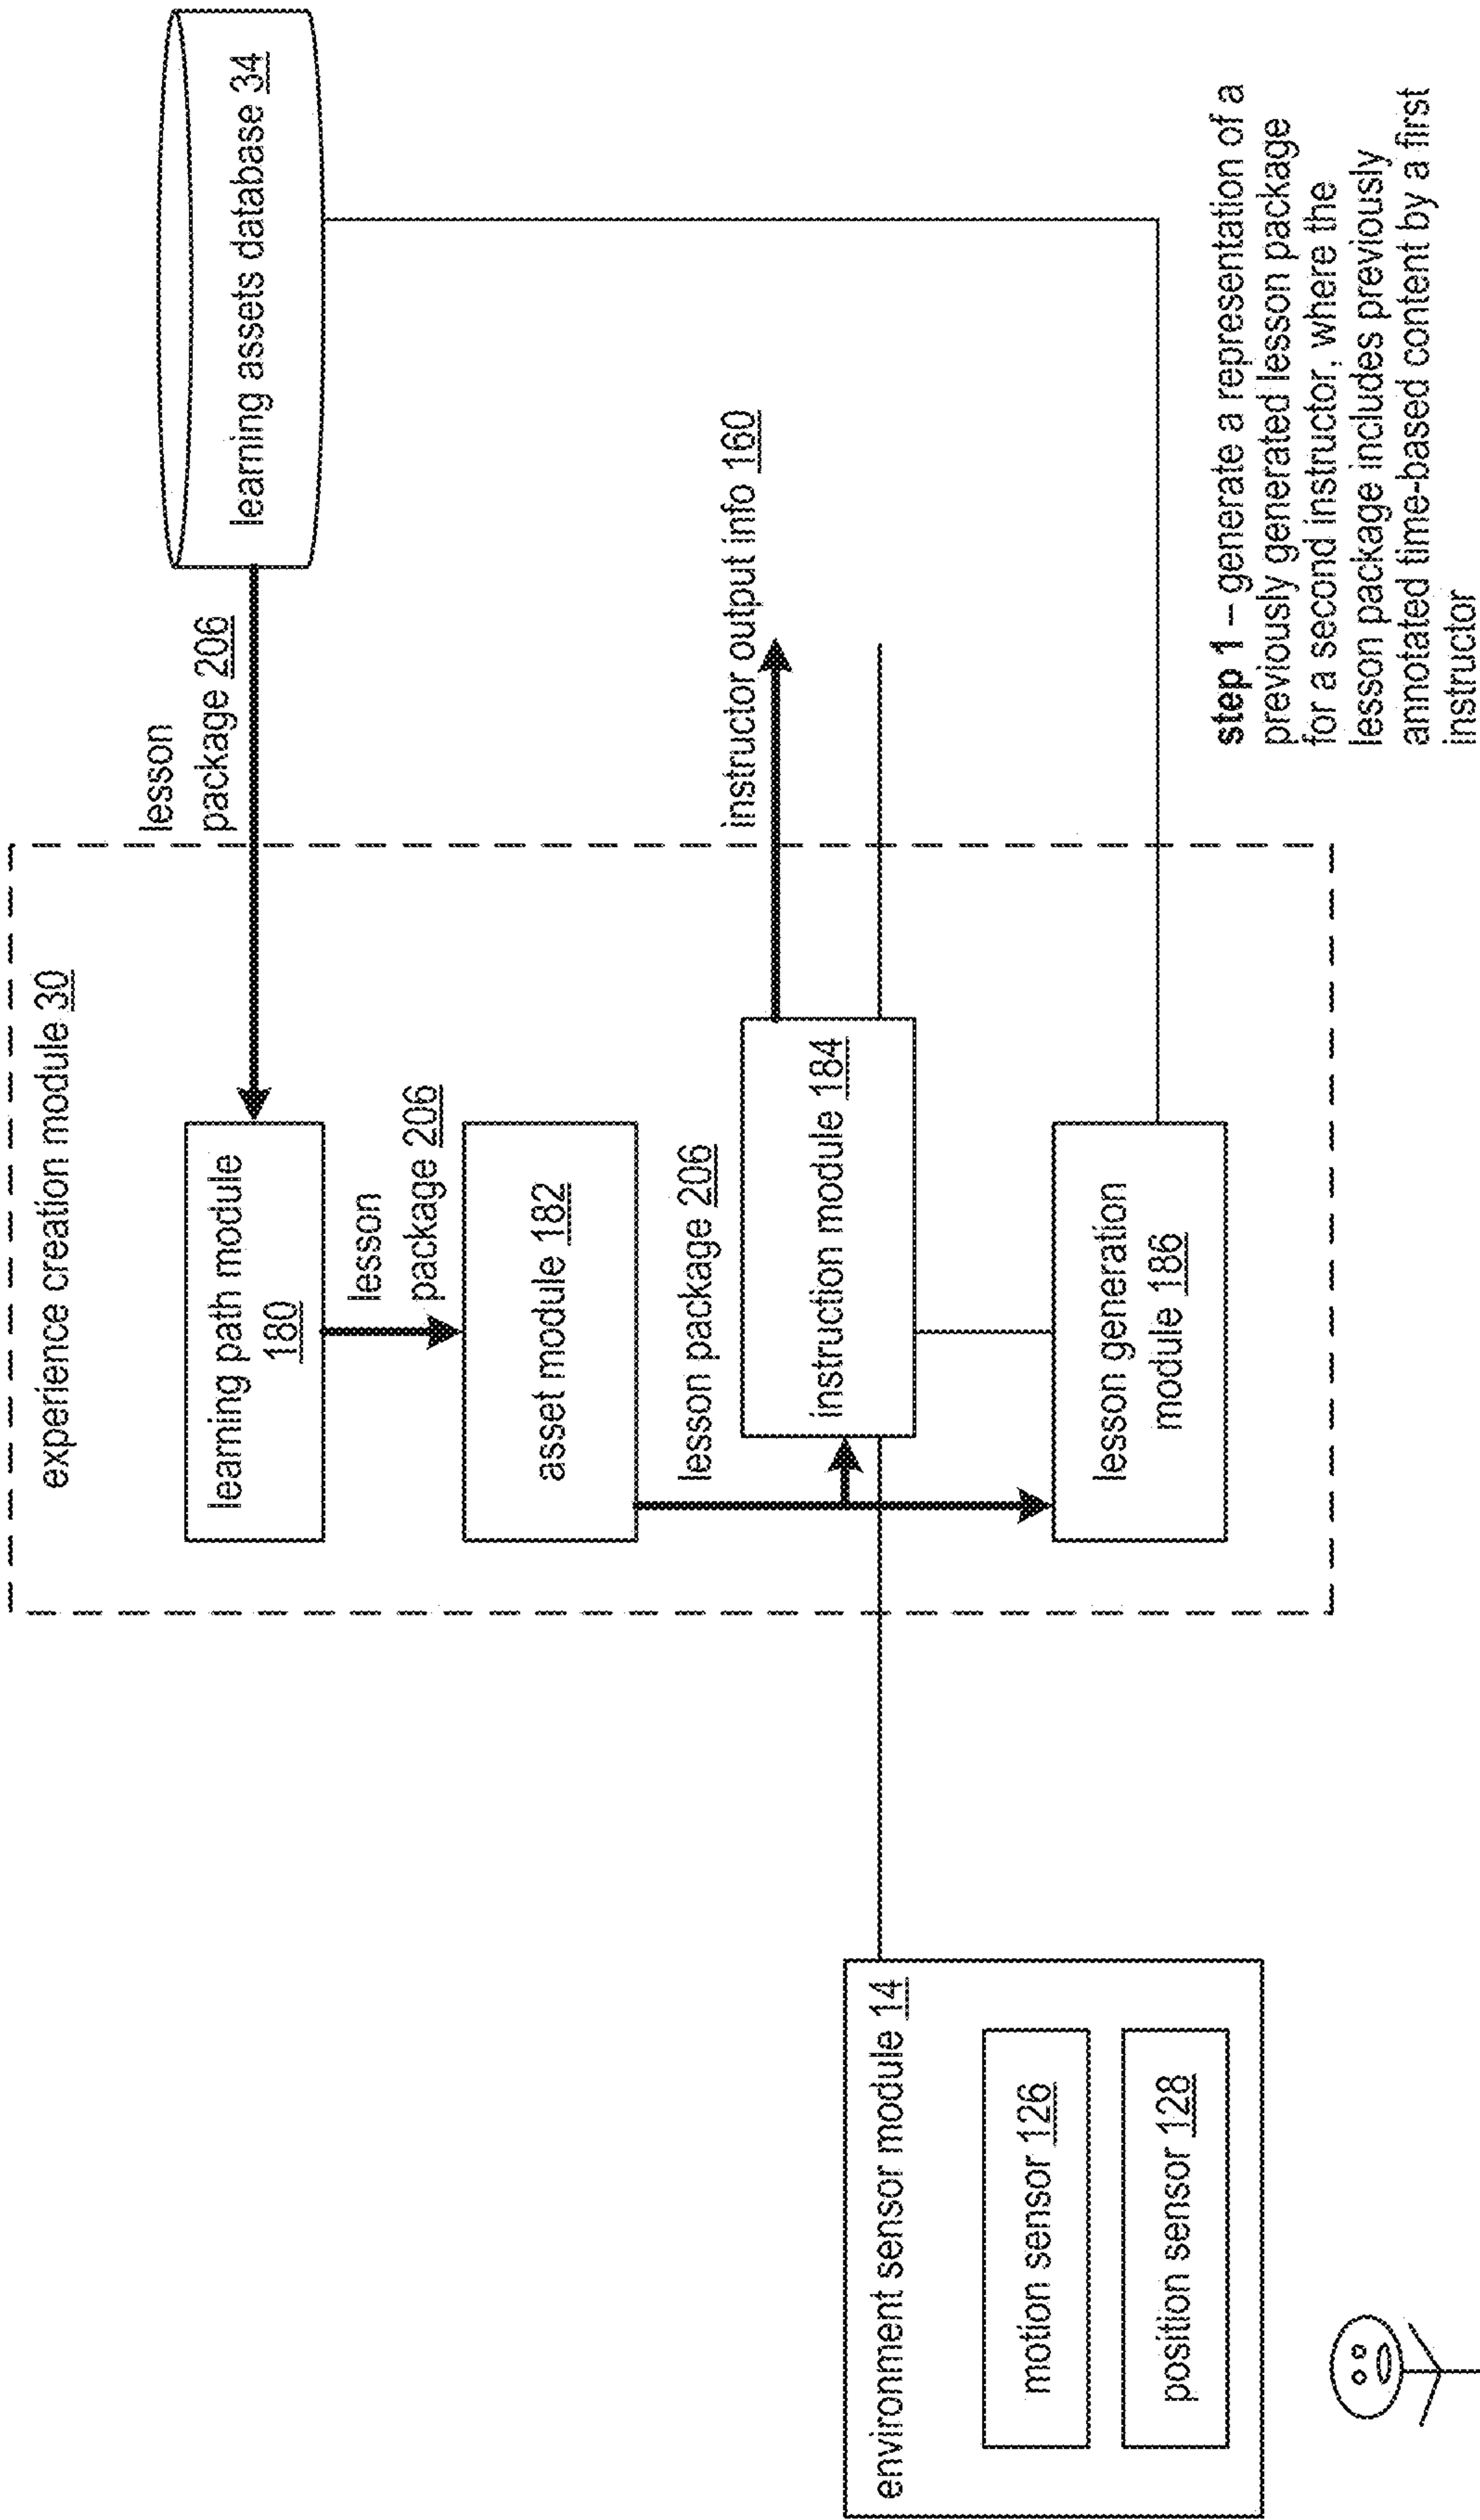 experience creation module 30
learning path module
180
lesson
package 206
asset module 182
lesson package 206
instruction module 184
lesson generation
module 186
lesson
package 206
learning assets database 34
instructor output info 160
environment sensor module 14
motion sensor 126
position sensor 128
step 1 – generate a representation of a
previously generated lesson package
for a second instructor, where the
lesson package includes previously
annotated time-based content by a first
instructor